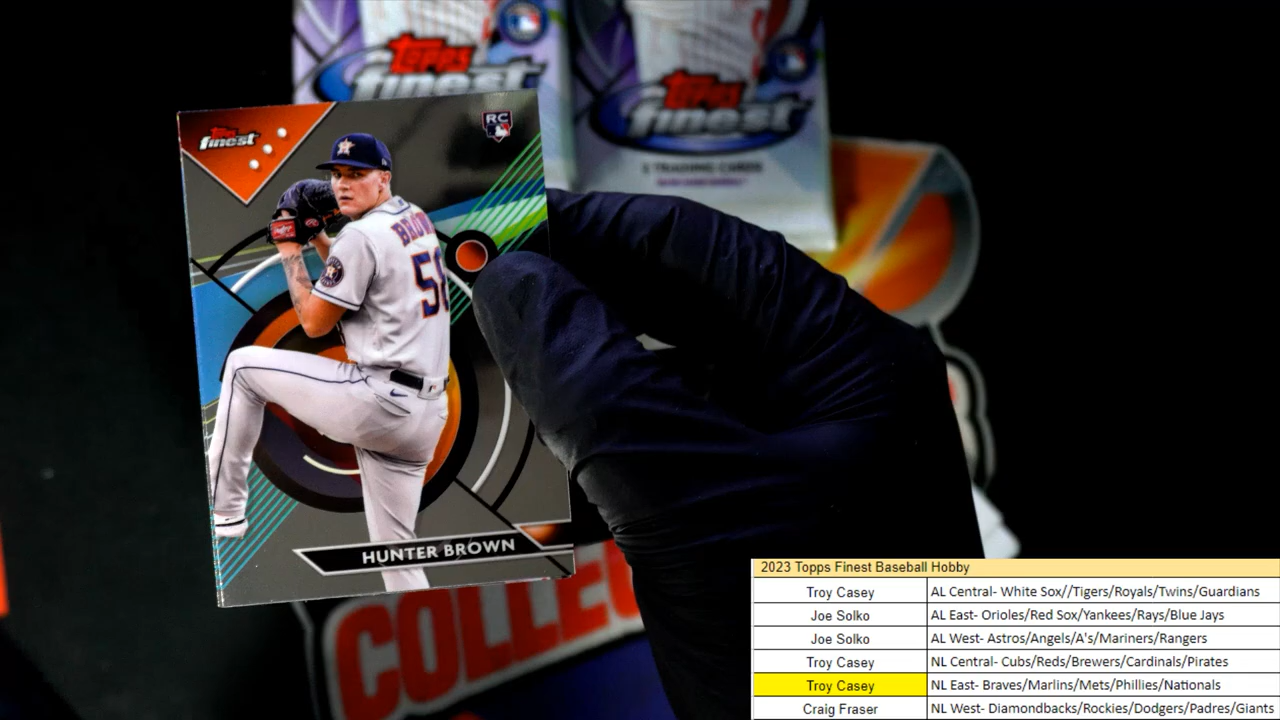 TOPPS
finest
TOPPS
finest
2 TRADING CARDS
TOPPS
finest
RC
BROWN
58
HUNTER BROWN
COLLEC
2023 Topps Finest Baseball Hobby
Troy Casey AL Central- White Sox//Tigers/Royals/Twins/Guardians
Joe Solko AL East- Orioles/Red Sox/Yankees/Rays/Blue Jays
Joe Solko AL West- Astros/Angels/A's/Mariners/Rangers
Troy Casey NL Central- Cubs/Reds/Brewers/Cardinals/Pirates
Troy Casey NL East- Braves/Marlins/Mets/Phillies/Nationals
Craig Fraser NL West- Diamondbacks/Rockies/Dodgers/Padres/Giants